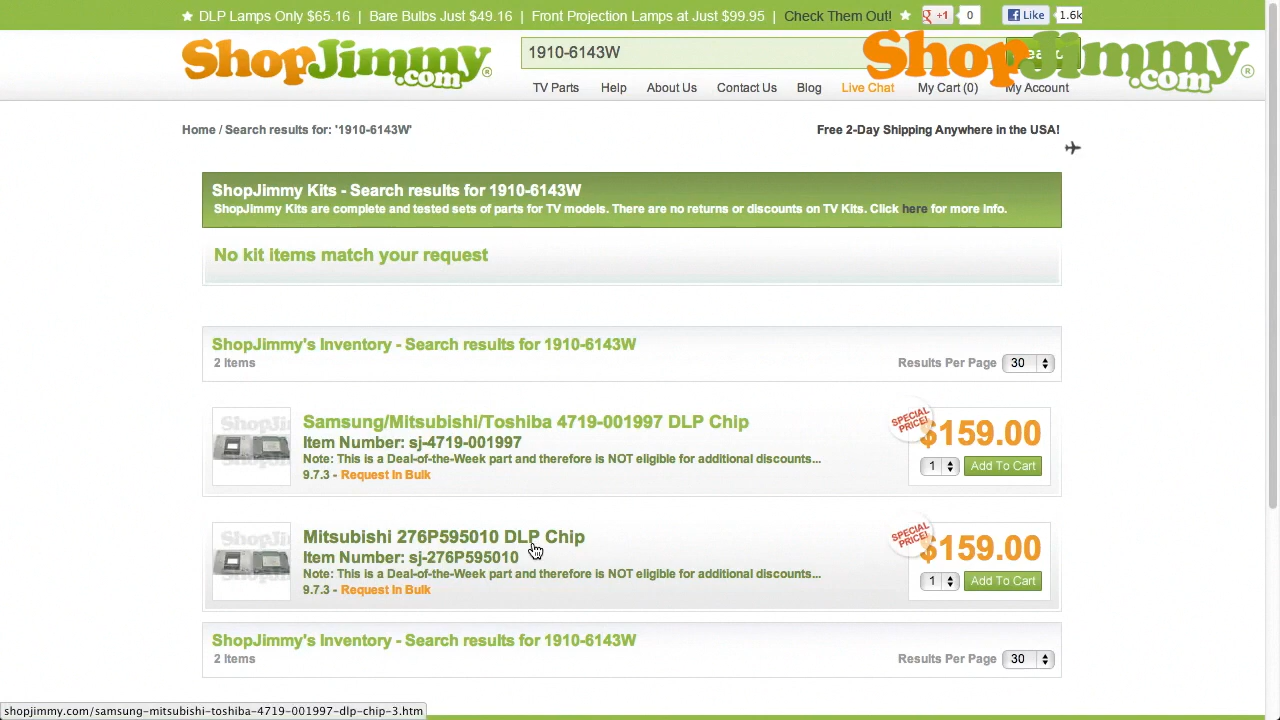 DLP Lamps Only $65.16 | Bare Bulbs Just $49.16 | Front Projection Lamps at Just $99.95 | Check Them Out! +1 0 Like 1.6k
ShopJimmy.com® 1910-6143W ShopJimmy.com®
TV Parts Help About Us Contact Us Blog Live Chat My Cart (0) My Account
Home / Search results for: '1910-6143W' Free 2-Day Shipping Anywhere in the USA!
ShopJimmy Kits - Search results for 1910-6143W
ShopJimmy Kits are complete and tested sets of parts for TV models. There are no returns or discounts on TV Kits. Click here for more info.
No kit items match your request
ShopJimmy's Inventory - Search results for 1910-6143W
2 Items Results Per Page 30
Samsung/Mitsubishi/Toshiba 4719-001997 DLP Chip SPECIAL PRICE! $159.00
Item Number: sj-4719-001997
Note: This is a Deal-of-the-Week part and therefore is NOT eligible for additional discounts... 1 Add To Cart
9.7.3 - Request In Bulk
Mitsubishi 276P595010 DLP Chip SPECIAL PRICE! $159.00
Item Number: sj-276P595010
Note: This is a Deal-of-the-Week part and therefore is NOT eligible for additional discounts... 1 Add To Cart
9.7.3 - Request In Bulk
ShopJimmy's Inventory - Search results for 1910-6143W
2 Items Results Per Page 30
shopjimmy.com/samsung-mitsubishi-toshiba-4719-001997-dlp-chip-3.htm